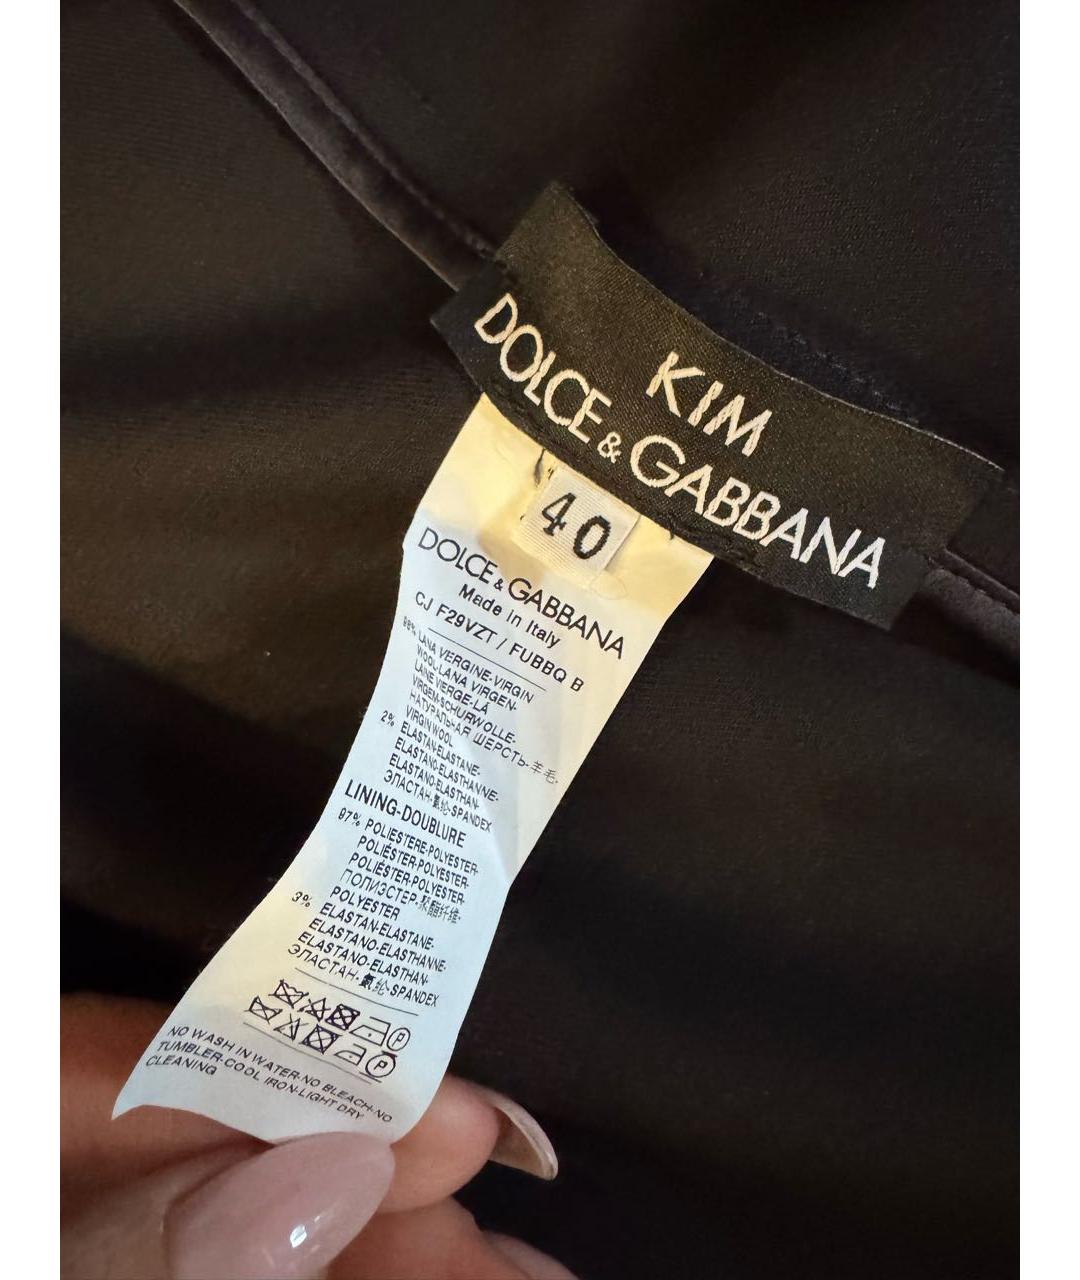 KIM
DOLCE & GABBANA
40
DOLCE & GABBANA
Made in Italy
CJ F29VZT / FUBBQ B
98% LANA VERGINE-VIRGIN
WOOL-LANA VIRGEN-
LAINE VIERGE-LÃ
VIRGEM-SCHURWOLLE-
НАТУРАЛЬНАЯ ШЕРСТЬ-羊毛-
VIRGIN WOOL
2% ELASTAN-ELASTANE-
ELASTANO-ELASTHANNE-
ELASTANO-ELASTHAN-
ЭЛАСТАН-氨纶-SPANDEX
LINING-DOUBLURE
97% POLIESTERE-POLYESTER-
POLIÉSTER-POLYESTER-
POLIÉSTER-POLYESTER-
ПОЛИЭСТЕР-聚酯纤维-
POLYESTER
3% ELASTAN-ELASTANE-
ELASTANO-ELASTHANNE-
ELASTANO-ELASTHAN-
ЭЛАСТАН-氨纶-SPANDEX
P
P
NO WASH IN WATER-NO BLEACH-NO
TUMBLER-COOL IRON-LIGHT DRY
CLEANING